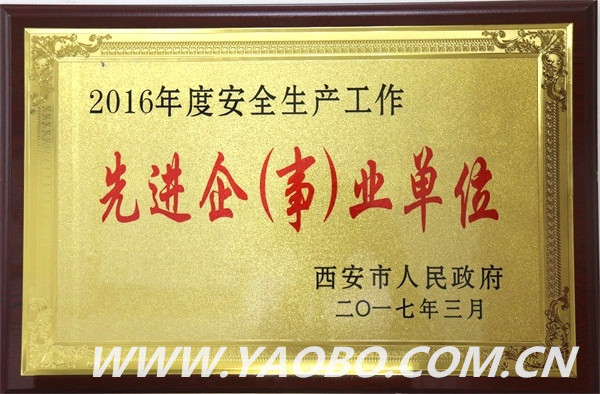 2016年度安全生产工作
先进企(事)业单位
西安市人民政府
二〇一七年三月
WWW.YAOBO.COM.CN